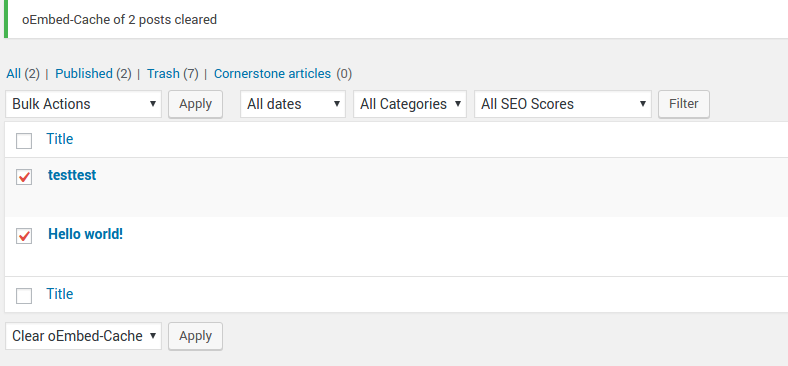 oEmbed-Cache of 2 posts cleared
All (2) | Published (2) | Trash (7) | Cornerstone articles (0)
Bulk Actions Apply All dates All Categories All SEO Scores Filter
Title
testtest
Hello world!
Title
Clear oEmbed-Cache Apply